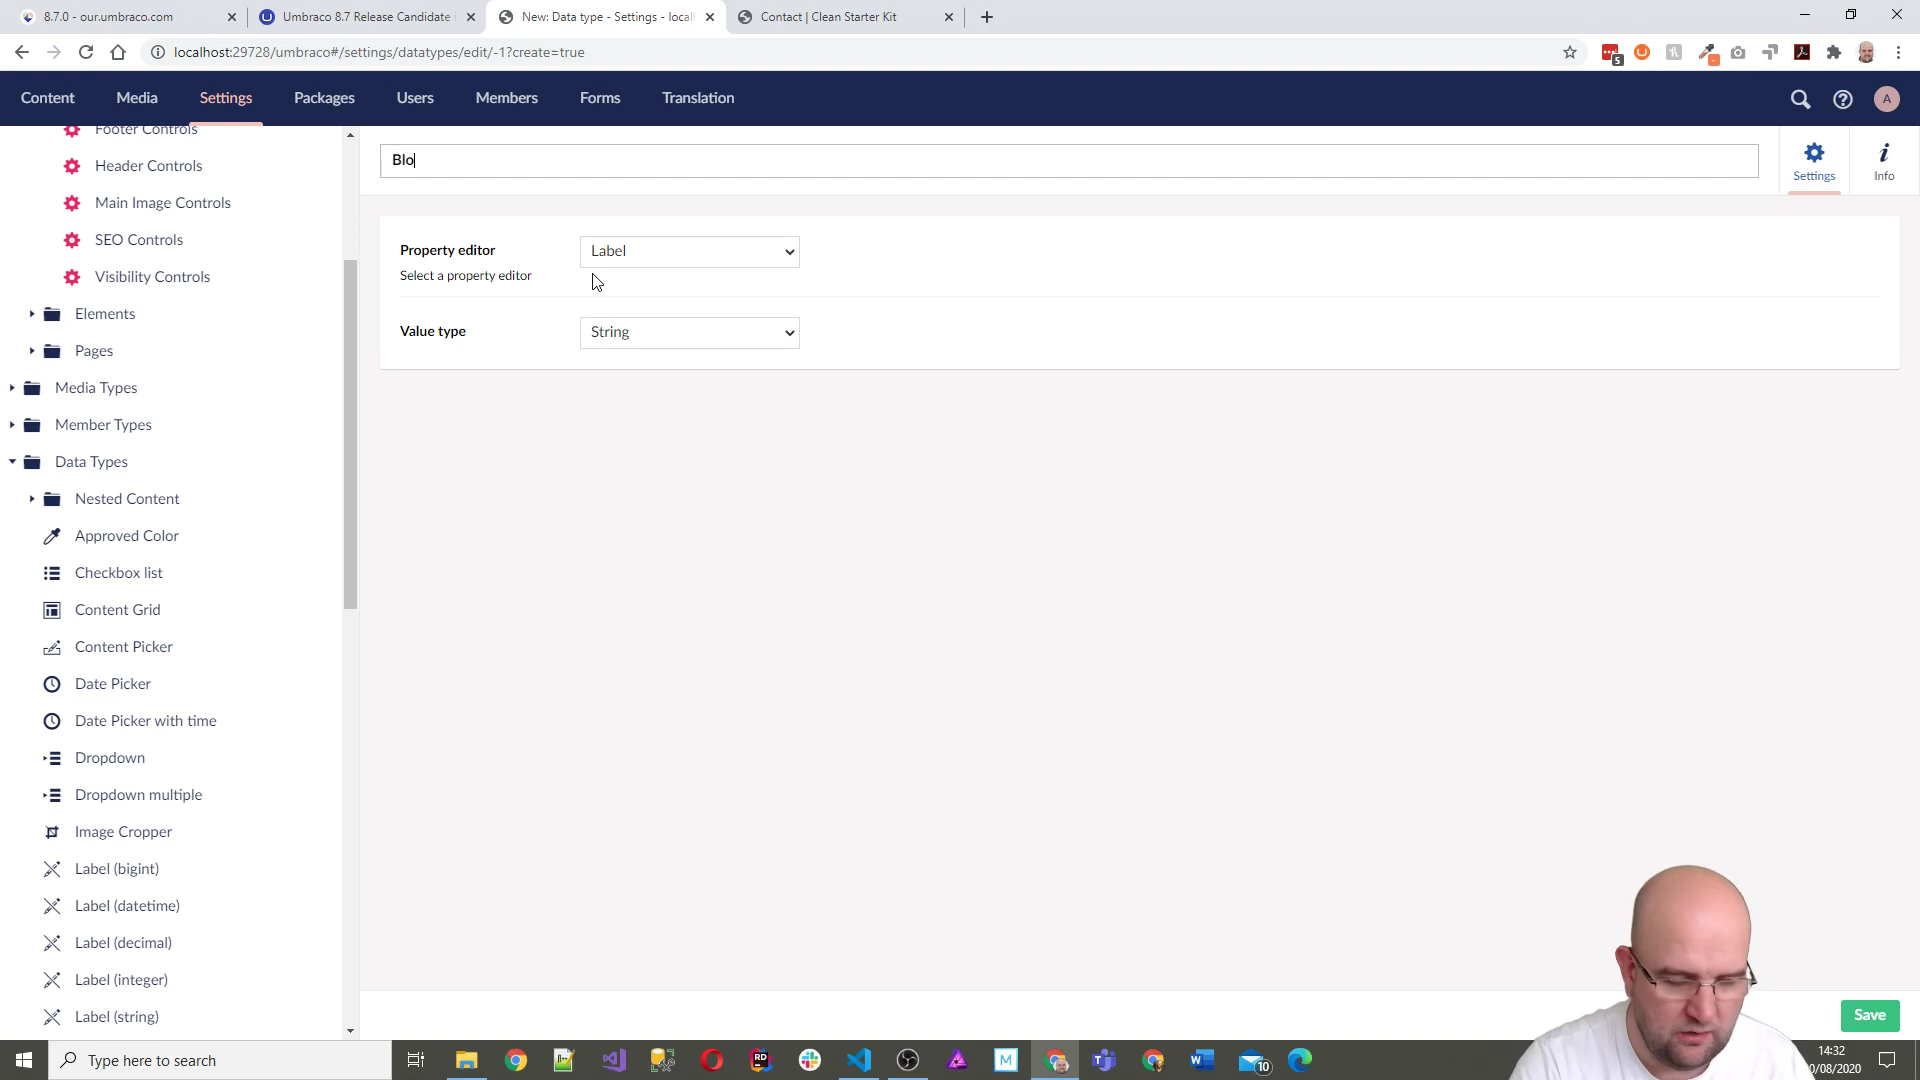 8.7.0 - our.umbraco.com
Umbraco 8.7 Release Candidate i
New: Data type - Settings - local
Contact | Clean Starter Kit
localhost:29728/umbraco#/settings/datatypes/edit/-1?create=true
5
Content
Media
Settings
Packages
Users
Members
Forms
Translation
A
Footer Controls
Header Controls
Main Image Controls
SEO Controls
Visibility Controls
Elements
Pages
Media Types
Member Types
Data Types
Nested Content
Approved Color
Checkbox list
Content Grid
Content Picker
Date Picker
Date Picker with time
Dropdown
Dropdown multiple
Image Cropper
Label (bigint)
Label (datetime)
Label (decimal)
Label (integer)
Label (string)
Blo
Settings
Info
Property editor
Select a property editor
Label
Value type
String
Save
Type here to search
10
14:32
0/08/2020